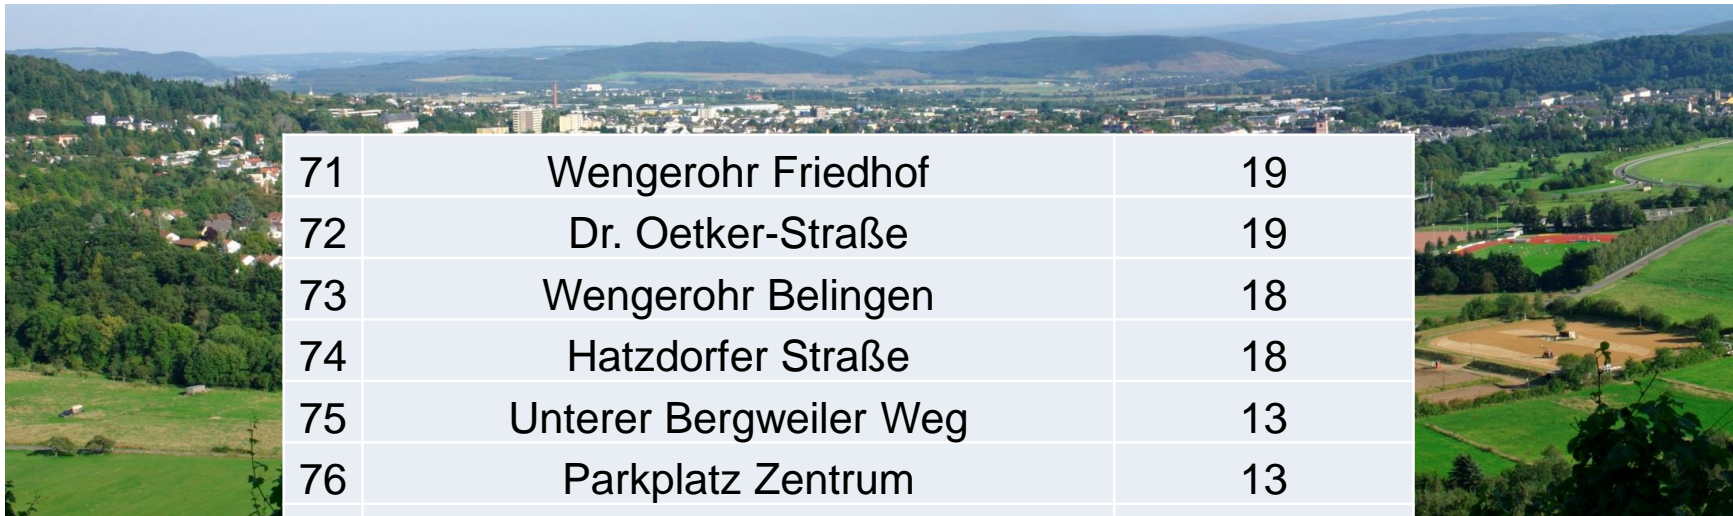 71 Wengerohr Friedhof 19
72 Dr. Oetker-Straße 19
73 Wengerohr Belingen 18
74 Hatzdorfer Straße 18
75 Unterer Bergweiler Weg 13
76 Parkplatz Zentrum 13